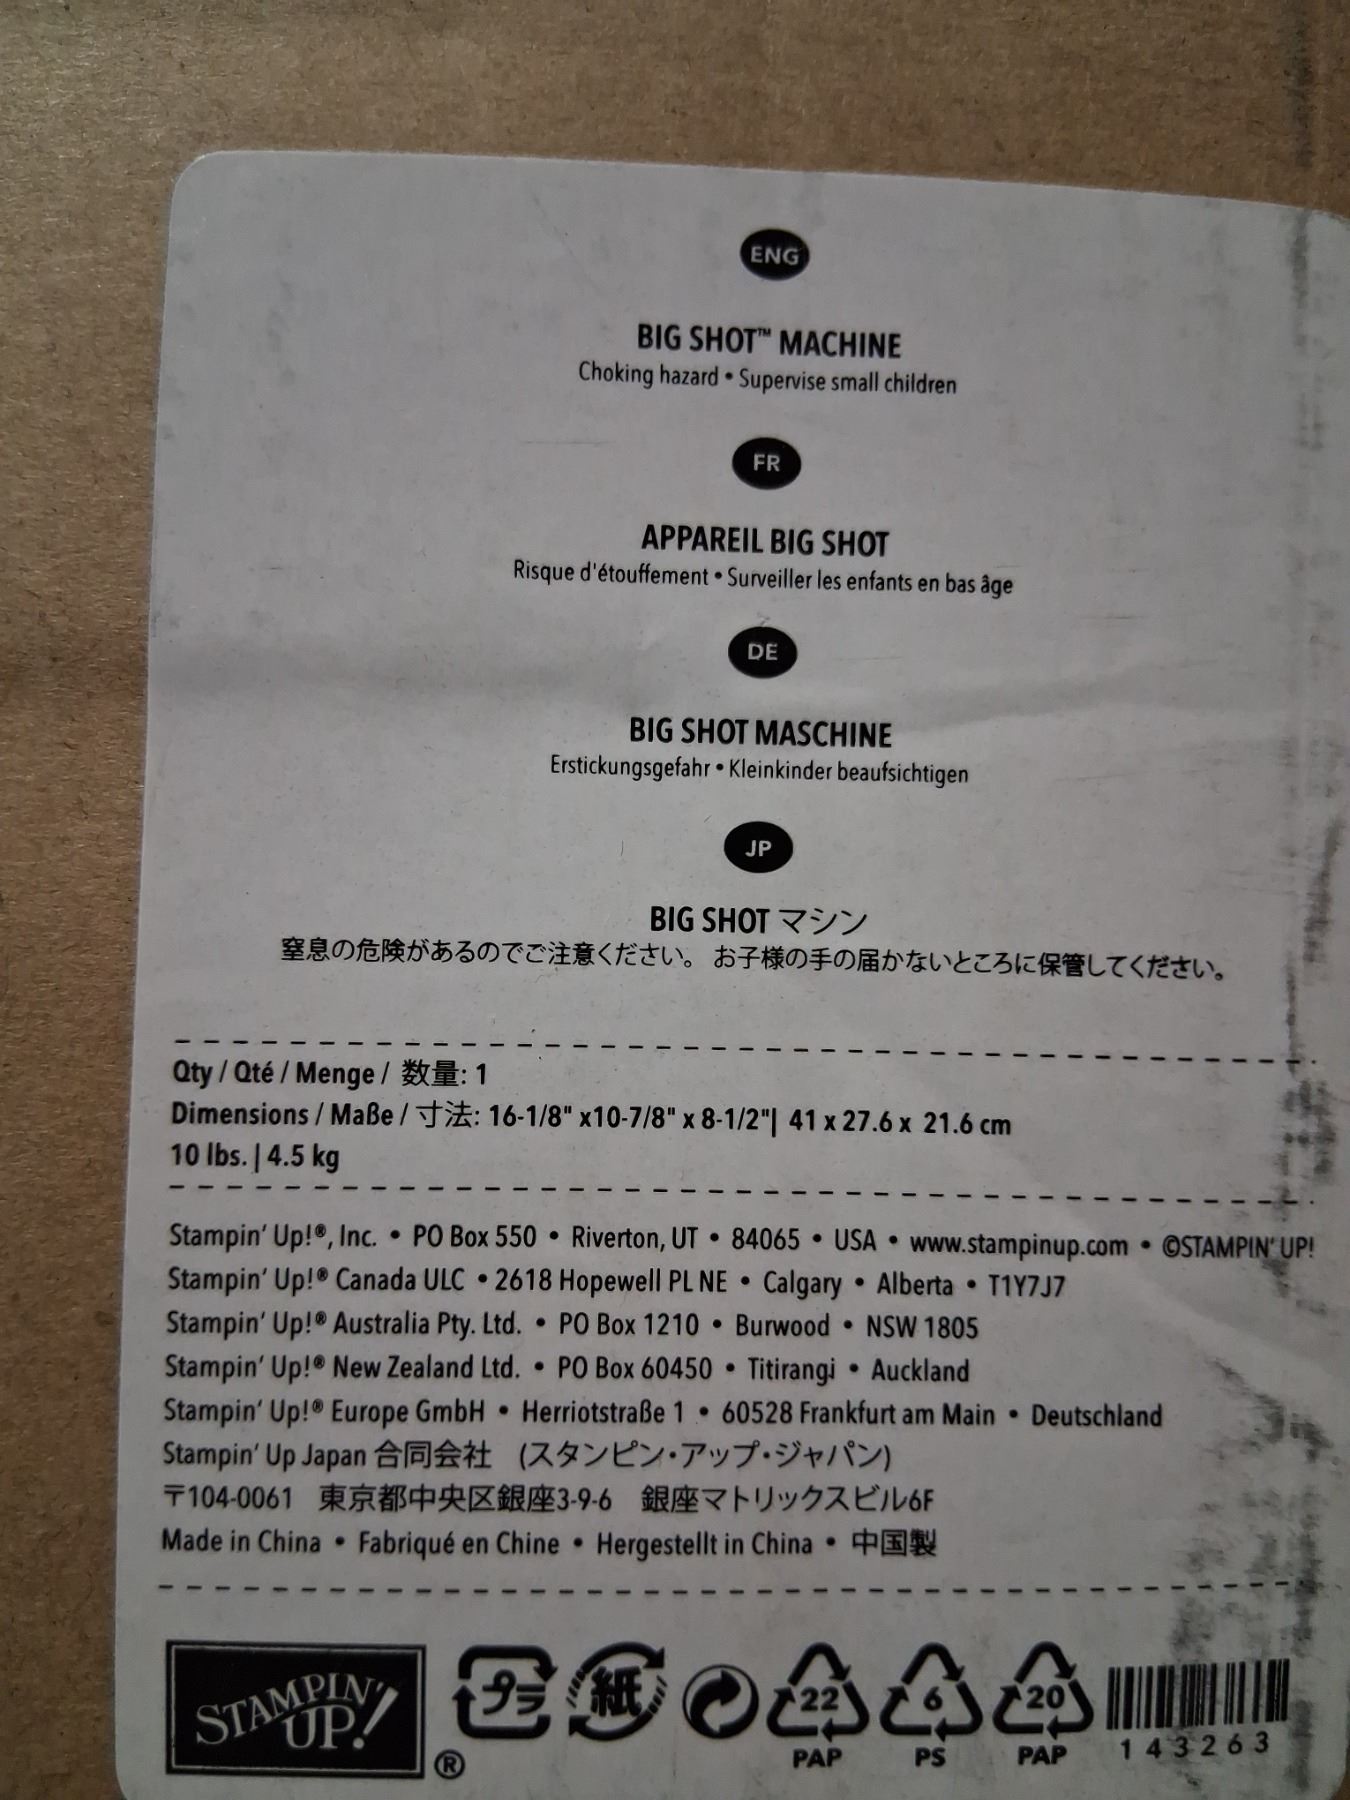 ENG
BIG SHOT™ MACHINE
Choking hazard • Supervise small children
FR
APPAREIL BIG SHOT
Risque d'étouffement • Surveiller les enfants en bas âge
DE
BIG SHOT MASCHINE
Erstickungsgefahr • Kleinkinder beaufsichtigen
JP
BIG SHOT マシン
窒息の危険があるのでご注意ください。 お子様の手の届かないところに保管してください。
Qty / Qté / Menge / 数量: 1
Dimensions / Maße / 寸法: 16-1/8" x10-7/8" x 8-1/2"| 41 x 27.6 x 21.6 cm
10 lbs. | 4.5 kg
Stampin' Up!®, Inc. • PO Box 550 • Riverton, UT • 84065 • USA • www.stampinup.com • ©STAMPIN' UP!
Stampin' Up!® Canada ULC • 2618 Hopewell PL NE • Calgary • Alberta • T1Y7J7
Stampin' Up!® Australia Pty. Ltd. • PO Box 1210 • Burwood • NSW 1805
Stampin' Up!® New Zealand Ltd. • PO Box 60450 • Titirangi • Auckland
Stampin' Up!® Europe GmbH • Herriotstraße 1 • 60528 Frankfurt am Main • Deutschland
Stampin' Up Japan 合同会社 (スタンピン・アップ・ジャパン)
〒104-0061 東京都中央区銀座3-9-6 銀座マトリックスビル6F
Made in China • Fabriqué en Chine • Hergestellt in China • 中国製
STAMPIN' UP! ® プラ 紙 22 PAP 6 PS 20 PAP 143263